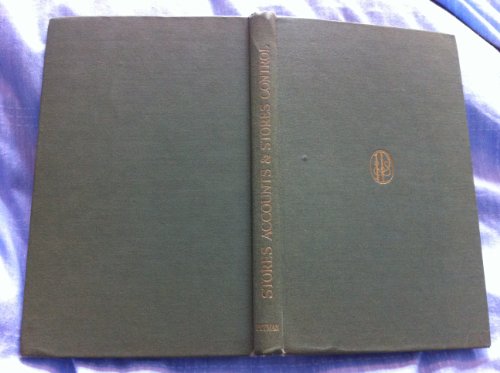 STORES ACCOUNTS & STORES CONTROL
PITMAN